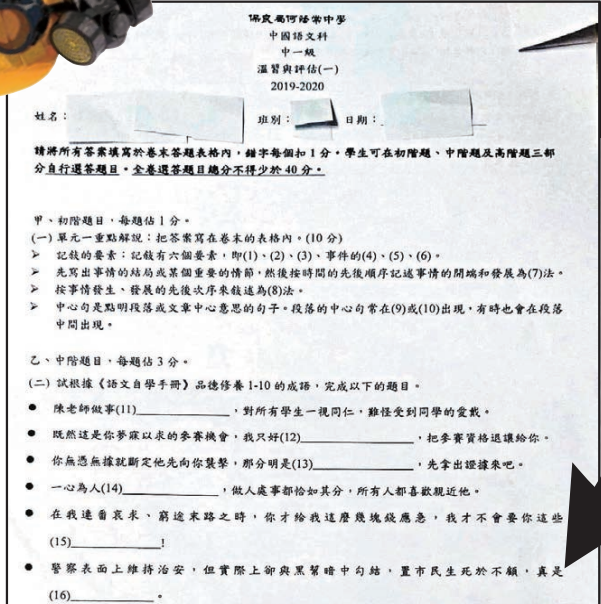 保良局何蔭棠中學
中國語文科
中一級
溫習與評估(一)
2019-2020
姓名： 班別： 日期：
請將所有答案填寫於卷末答題表格內，錯字每個扣 1 分。學生可在初階題、中階題及高階題三部
分自行選答題目。全卷選答題目總分不得少於 40 分。
甲、初階題目，每題佔 1 分。
(一) 單元一重點解說：把答案寫在卷末的表格內。(10 分)
➢ 記敍的要素：記敍有六個要素，即(1)、(2)、(3)、事件的(4)、(5)、(6)。
➢ 先寫出事情的結局或某個重要的情節，然後按時間的先後順序記述事情的開端和發展為(7)法。
➢ 按事情發生、發展的先後次序來敍述為(8)法。
➢ 中心句是點明段落或文章中心意思的句子。段落的中心句常在(9)或(10)出現，有時也會在段落
中間出現。
乙、中階題目，每題佔 3 分。
(二) 試根據《語文自學手冊》品德修養 1-10 的成語，完成以下的題目。
● 陳老師做事(11)____________，對所有學生一視同仁，難怪受到同學的愛戴。
● 既然這是你夢寐以求的參賽機會，我只好(12)____________，把參賽資格退讓給你。
● 你無憑無據就斷定他先向你襲擊，那分明是(13)____________，先拿出證據來吧。
● 一心為人(14)____________，做人處事都恰如其分，所有人都喜歡親近他。
● 在我連番哀求、窮途末路之時，你才給我這麼幾塊錢應急，我才不會要你這些
(15)____________!
● 警察表面上維持治安，但實際上卻與黑幫暗中勾結，置市民生死於不顧，真是
(16)____________。